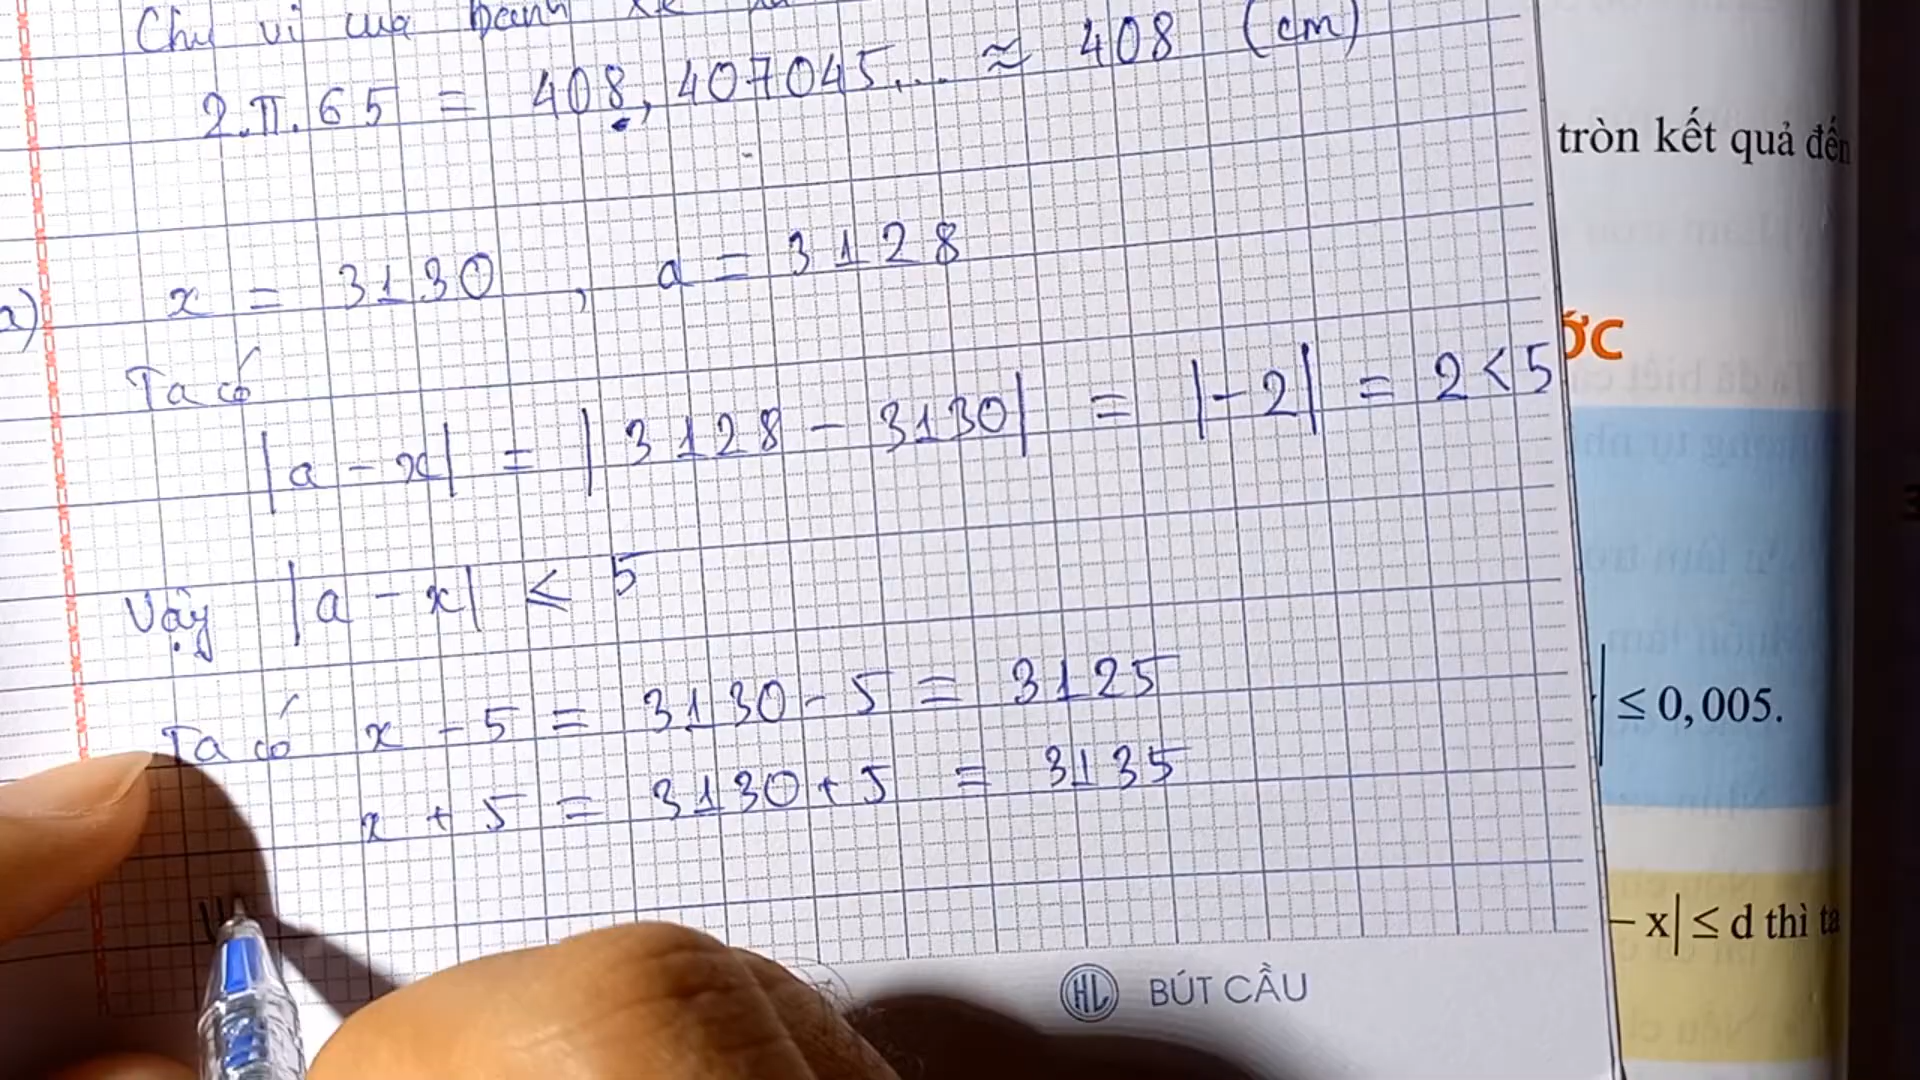 Chu vi của bánh xe
2.π.65 = 408,407045... ≈ 408 (cm)
a) x = 3130 , a = 3128
Ta có
|a - x| = |3128 - 3130| = |-2| = 2 < 5
Vậy |a - x| ≤ 5
Ta có x - 5 = 3130 - 5 = 3125
x + 5 = 3130 + 5 = 3135
HL BÚT CẦU
tròn kết quả đến
ỚC
≤ 0,005.
- x| ≤ d thì ta